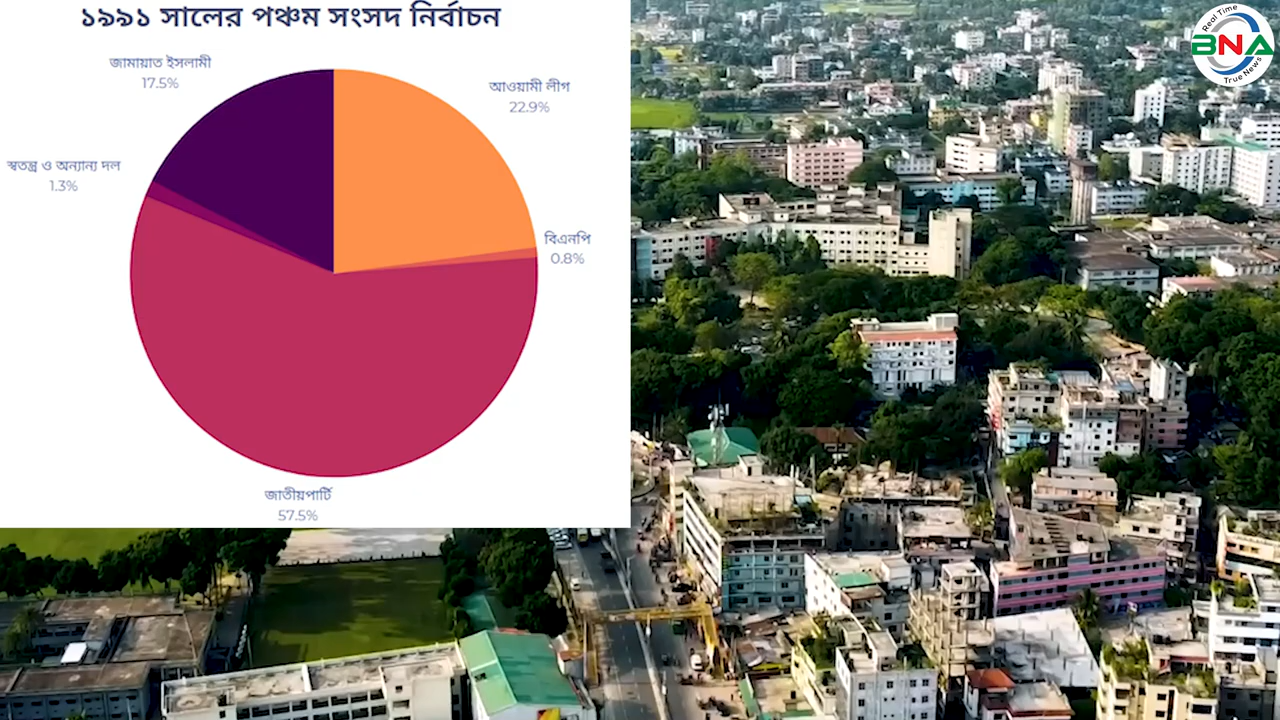 ১৯৯১ সালের পঞ্চম সংসদ নির্বাচন
জামায়াত ইসলামী
17.5%
আওয়ামী লীগ
22.9%
স্বতন্ত্র ও অন্যান্য দল
1.3%
বিএনপি
0.8%
জাতীয়পার্টি
57.5%
Real Time
BNA
True News